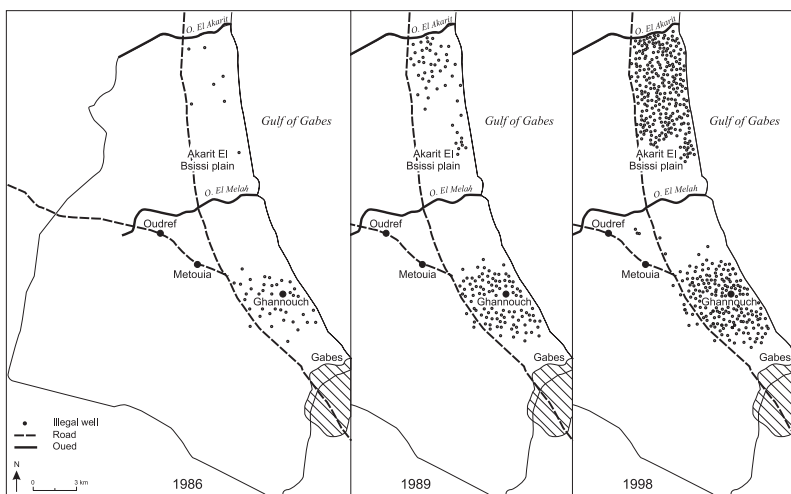 O. El Akarit
Gulf of Gabes
Akarit El
Bsissi plain
O. El Melah
Oudref
Metouia
Ghannouch
Gabes
Illegal well
Road
Oued
N
0 3 km
1986
O. El Akarit
Gulf of Gabes
Akarit El
Bsissi plain
O. El Melah
Oudref
Metouia
Ghannouch
Gabes
1989
O. El Akarit
Gulf of Gabes
Akarit El
Bsissi plain
O. El Melah
Oudref
Metouia
Ghannouch
Gabes
1998